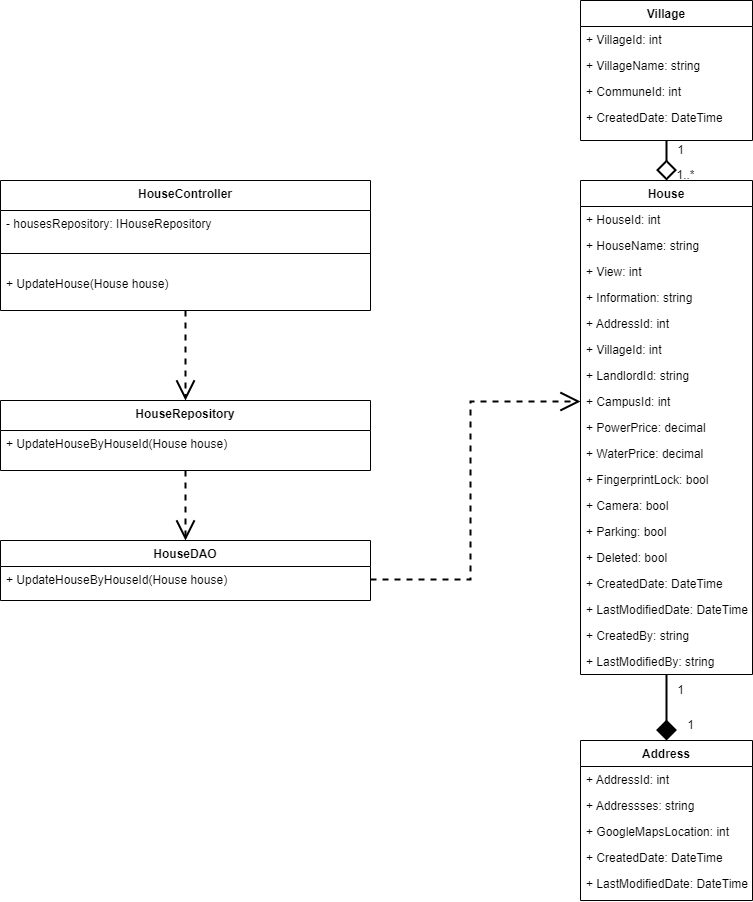 Village
+ VillageId: int
+ VillageName: string
+ CommuneId: int
+ CreatedDate: DateTime
1
1..*
HouseController
- housesRepository: IHouseRepository
+ UpdateHouse(House house)
HouseRepository
+ UpdateHouseByHouseId(House house)
HouseDAO
+ UpdateHouseByHouseId(House house)
House
+ HouseId: int
+ HouseName: string
+ View: int
+ Information: string
+ AddressId: int
+ VillageId: int
+ LandlordId: string
+ CampusId: int
+ PowerPrice: decimal
+ WaterPrice: decimal
+ FingerprintLock: bool
+ Camera: bool
+ Parking: bool
+ Deleted: bool
+ CreatedDate: DateTime
+ LastModifiedDate: DateTime
+ CreatedBy: string
+ LastModifiedBy: string
1
1
Address
+ AddressId: int
+ Addressses: string
+ GoogleMapsLocation: int
+ CreatedDate: DateTime
+ LastModifiedDate: DateTime